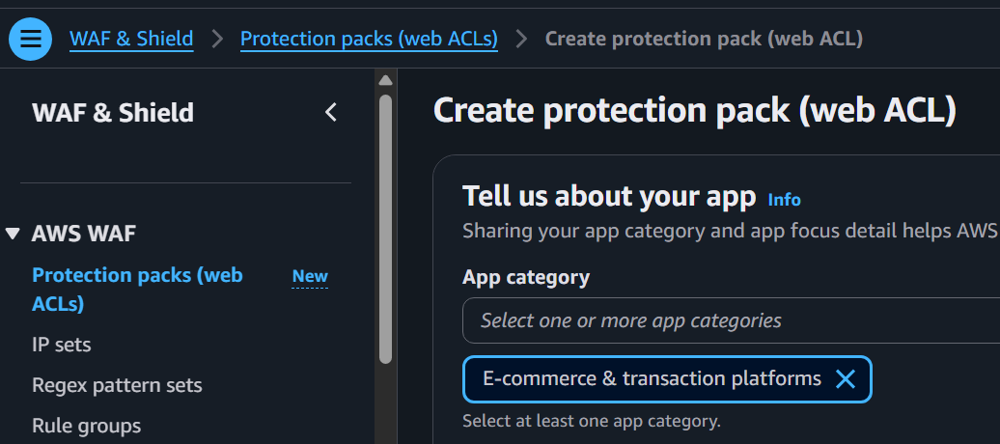 WAF & Shield > Protection packs (web ACLs) > Create protection pack (web ACL)
WAF & Shield
AWS WAF
Protection packs (web ACLs) New
IP sets
Regex pattern sets
Rule groups
Create protection pack (web ACL)
Tell us about your app Info
Sharing your app category and app focus detail helps AWS
App category
Select one or more app categories
E-commerce & transaction platforms
Select at least one app category.